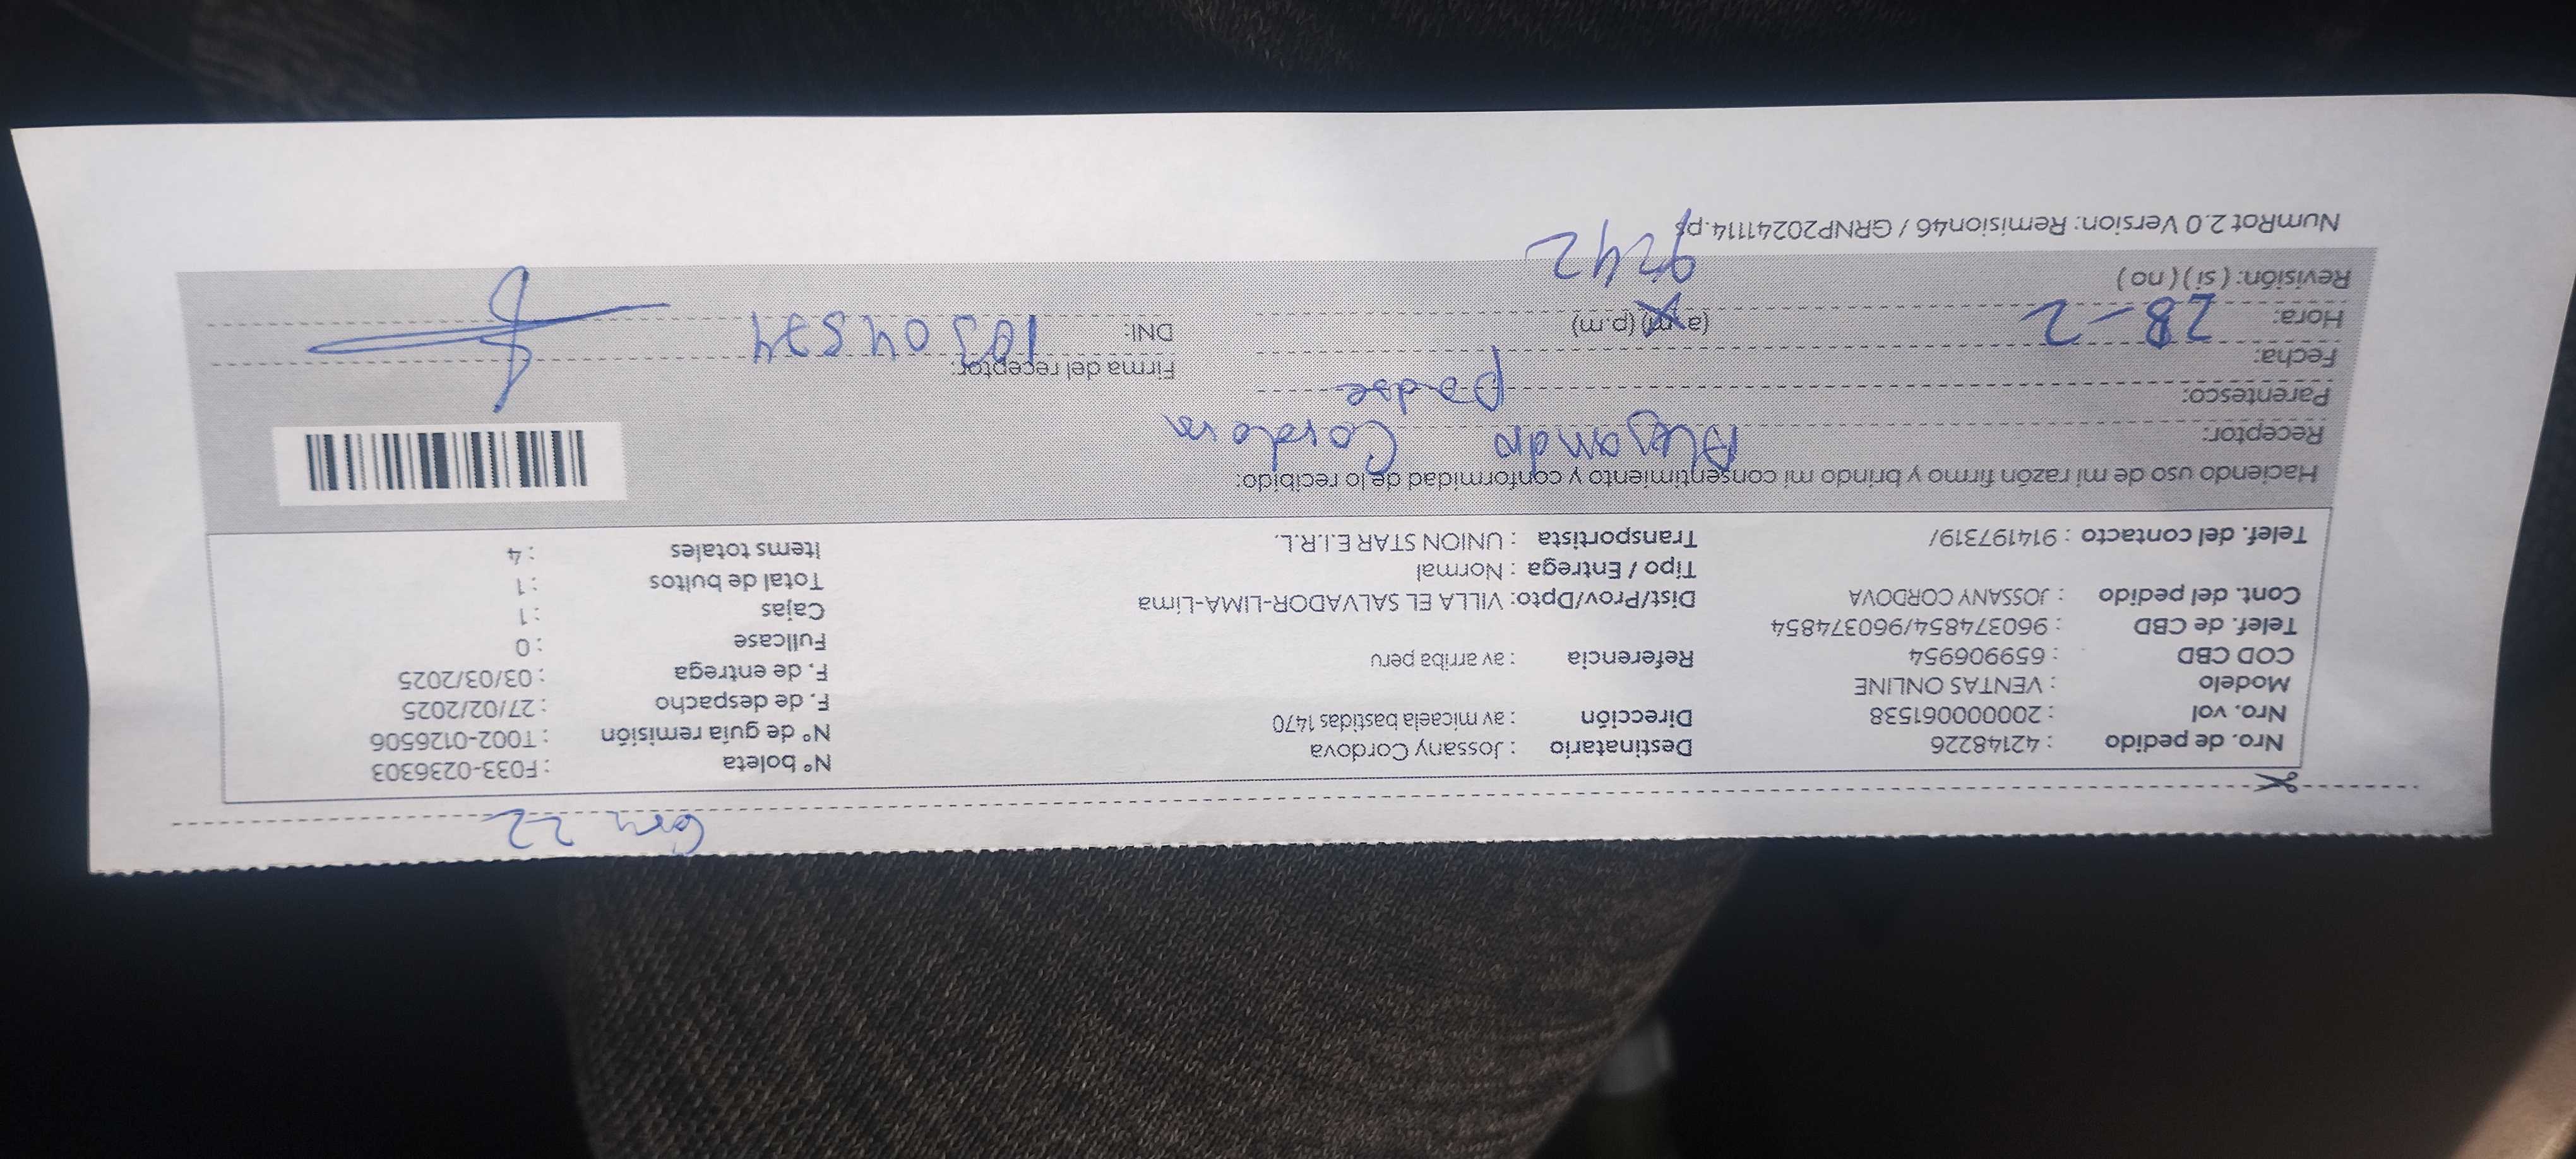 Com 22
Nro. de pedido : 42148226 Destinatario : Jossany Cordova N° boleta : F033-0236303
Nro. vol : 2000000061538 Dirección : av micaela bastidas 1470 N° de guía remisión : T002-0126506
Modelo : VENTAS ONLINE F. de despacho : 27/02/2025
COD CBD : 659906954 Referencia : av arriba peru F. de entrega : 03/03/2025
Telef. de CBD : 960374854/960374854 Fullcase : 0
Cont. del pedido : JOSSANY CORDOVA Dist/Prov/Dpto: VILLA EL SALVADOR-LIMA-Lima Cajas : 1
Tipo / Entrega : Normal Total de bultos : 1
Telef. del contacto : 914197319/ Transportista : UNION STAR E.I.R.L. Items totales : 4
Haciendo uso de mi razón firmo y brindo mi consentimiento y conformidad de lo recibido:
Receptor: Alejandro Cordova
Parentesco: padre
Fecha: 28-2 Firma del receptor:
Hora: (a.m) (p.m) 9:42 DNI:
Revisión: ( si ) ( no )
NumRot 2.0 Version: Remision46 / GRNP20241114.ps